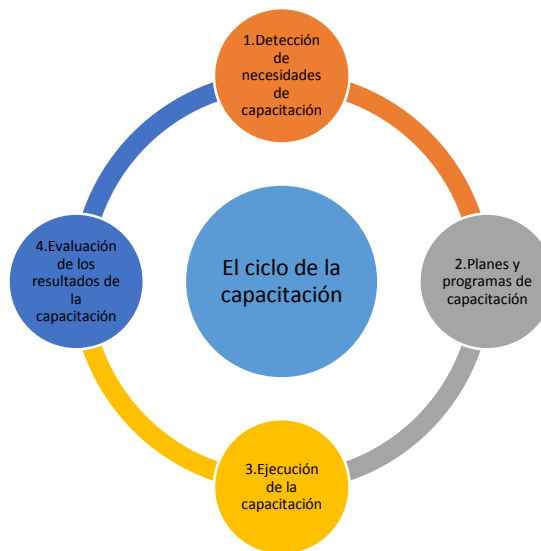 1.Detección
de
necesidades
de
capacitación
El ciclo de la
capacitación
2.Planes y
programas de
capacitación
3.Ejecución
de la
capacitación
4.Evaluación
de los
resultados de
la
capacitación